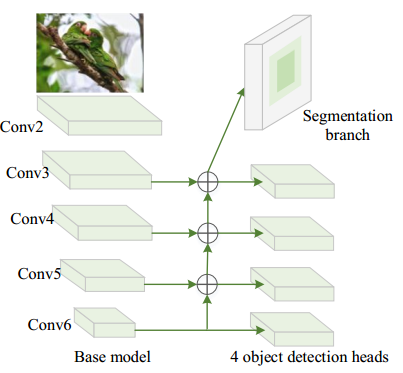 Conv2
Segmentation
branch
Conv3
Conv4
Conv5
Conv6
Base model
4 object detection heads